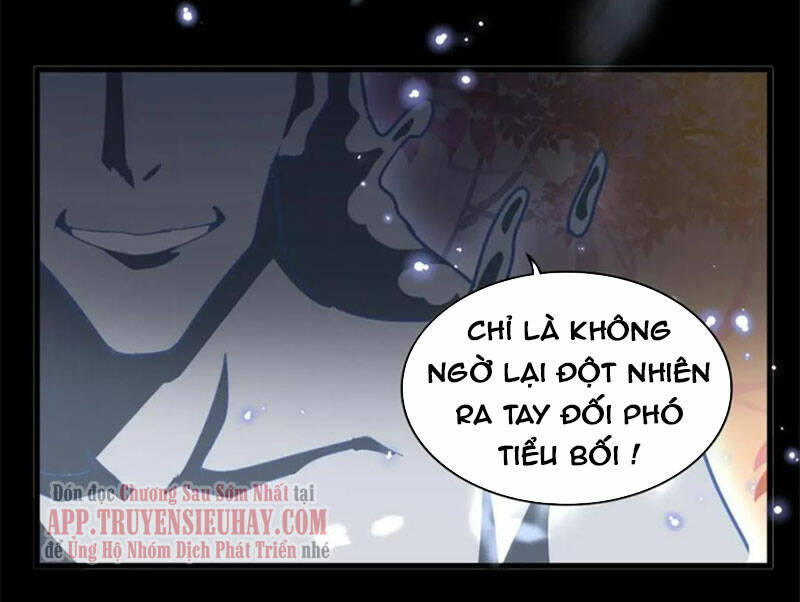 CHỈ LÀ KHÔNG
NGỜ LẠI ĐỘT NHIÊN
RA TAY ĐỐI PHÓ
TIỂU BỐI !
Đón đọc Chương Sau Sớm Nhất tại
APP.TRUYENSIEUHAY.COM
để Ủng Hộ Nhóm Dịch Phát Triển nhé